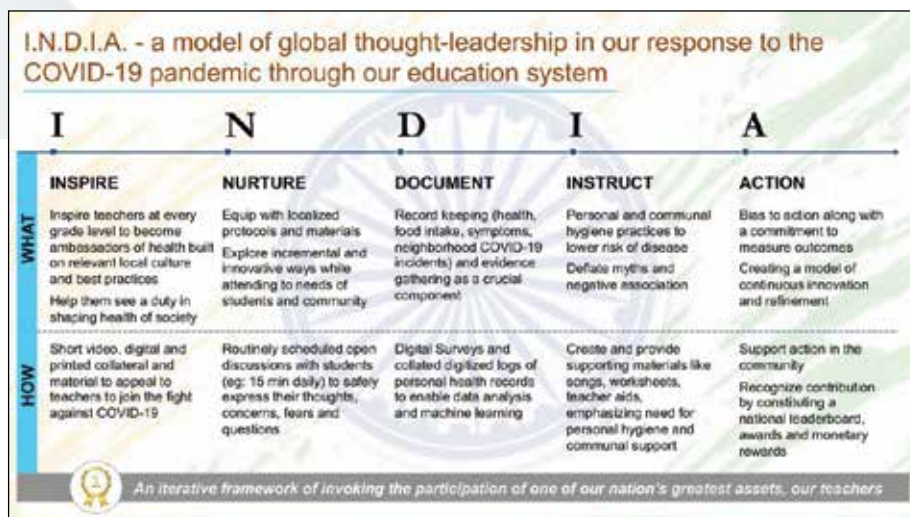 I.N.D.I.A. - a model of global thought-leadership in our response to the
COVID-19 pandemic through our education system
I
N
D
I
A
WHAT
INSPIRE
Inspire teachers at every
grade level to become
ambassadors of health built
on relevant local culture
and best practices
Help them see a duty in
shaping health of society
NURTURE
Equip with localized
protocols and materials
Explore incremental and
innovative ways while
attending to needs of
students and community
DOCUMENT
Record keeping (health,
food intake, symptoms,
neighborhood COVID-19
incidents) and evidence
gathering as a crucial
component
INSTRUCT
Personal and communal
hygiene practices to
lower risk of disease
Deflate myths and
negative association
ACTION
Bias to action along with
a commitment to
measure outcomes
Creating a model of
continuous innovation
and refinement
HOW
Short video, digital and
printed collateral and
material to appeal to
teachers to join the fight
against COVID-19
Routinely scheduled open
discussions with students
(eg: 15 min daily) to safely
express their thoughts,
concerns, fears and
questions
Digital Surveys and
collated digitized logs of
personal health records
to enable data analysis
and machine learning
Create and provide
supporting materials like
songs, worksheets,
teacher aids,
emphasizing need for
personal hygiene and
communal support
Support action in the
community
Recognize contribution
by constituting a
national leaderboard,
awards and monetary
rewards
An iterative framework of invoking the participation of one of our nation's greatest assets, our teachers